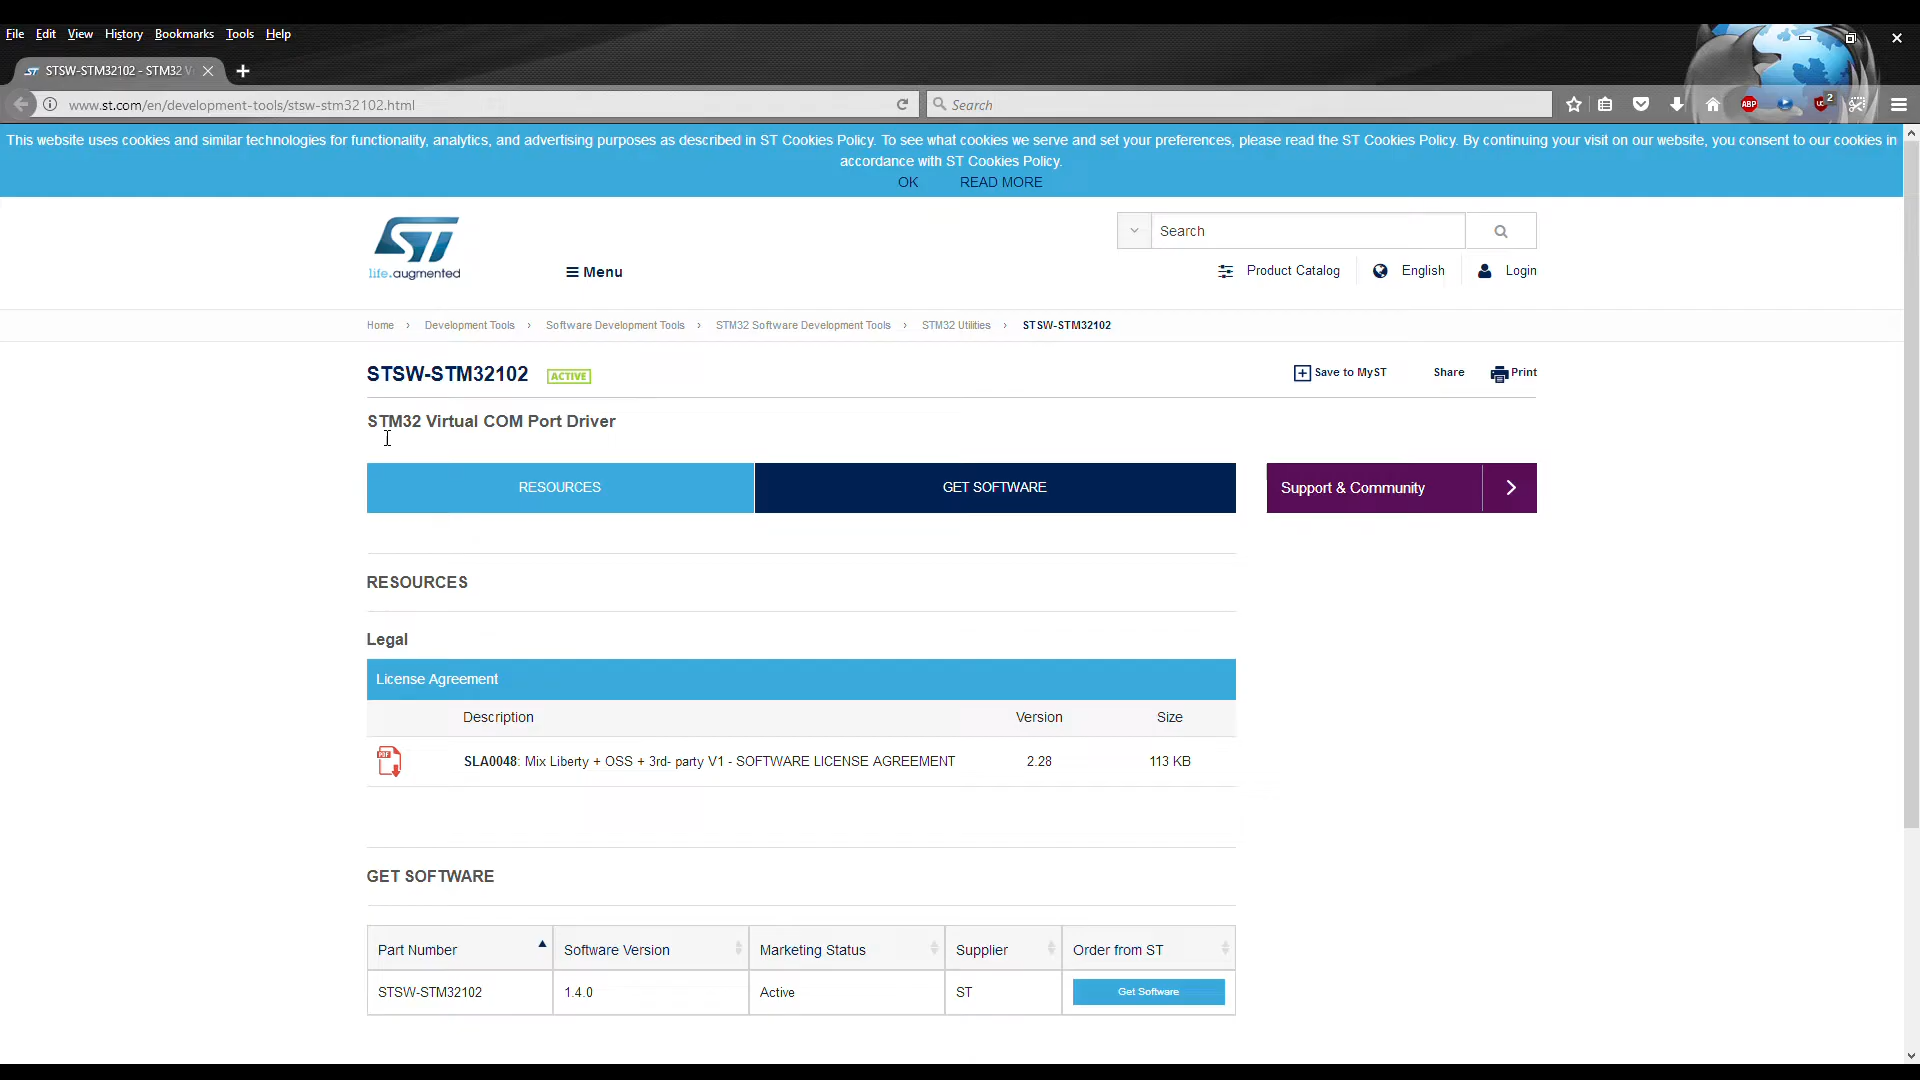 File Edit View History Bookmarks Tools Help
STSW-STM32102 - STM32 V
www.st.com/en/development-tools/stsw-stm32102.html
Search
ABP
2
This website uses cookies and similar technologies for functionality, analytics, and advertising purposes as described in ST Cookies Policy. To see what cookies we serve and set your preferences, please read the ST Cookies Policy. By continuing your visit on our website, you consent to our cookies in
accordance with ST Cookies Policy.
OK READ MORE
ST
life.augmented
Menu
Search
Product Catalog English Login
Home › Development Tools › Software Development Tools › STM32 Software Development Tools › STM32 Utilities › STSW-STM32102
STSW-STM32102 ACTIVE
Save to MyST Share Print
STM32 Virtual COM Port Driver
RESOURCES GET SOFTWARE Support & Community
RESOURCES
Legal
License Agreement
Description Version Size
PDF SLA0048: Mix Liberty + OSS + 3rd- party V1 - SOFTWARE LICENSE AGREEMENT 2.28 113 KB
GET SOFTWARE
Part Number Software Version Marketing Status Supplier Order from ST
STSW-STM32102 1.4.0 Active ST Get Software